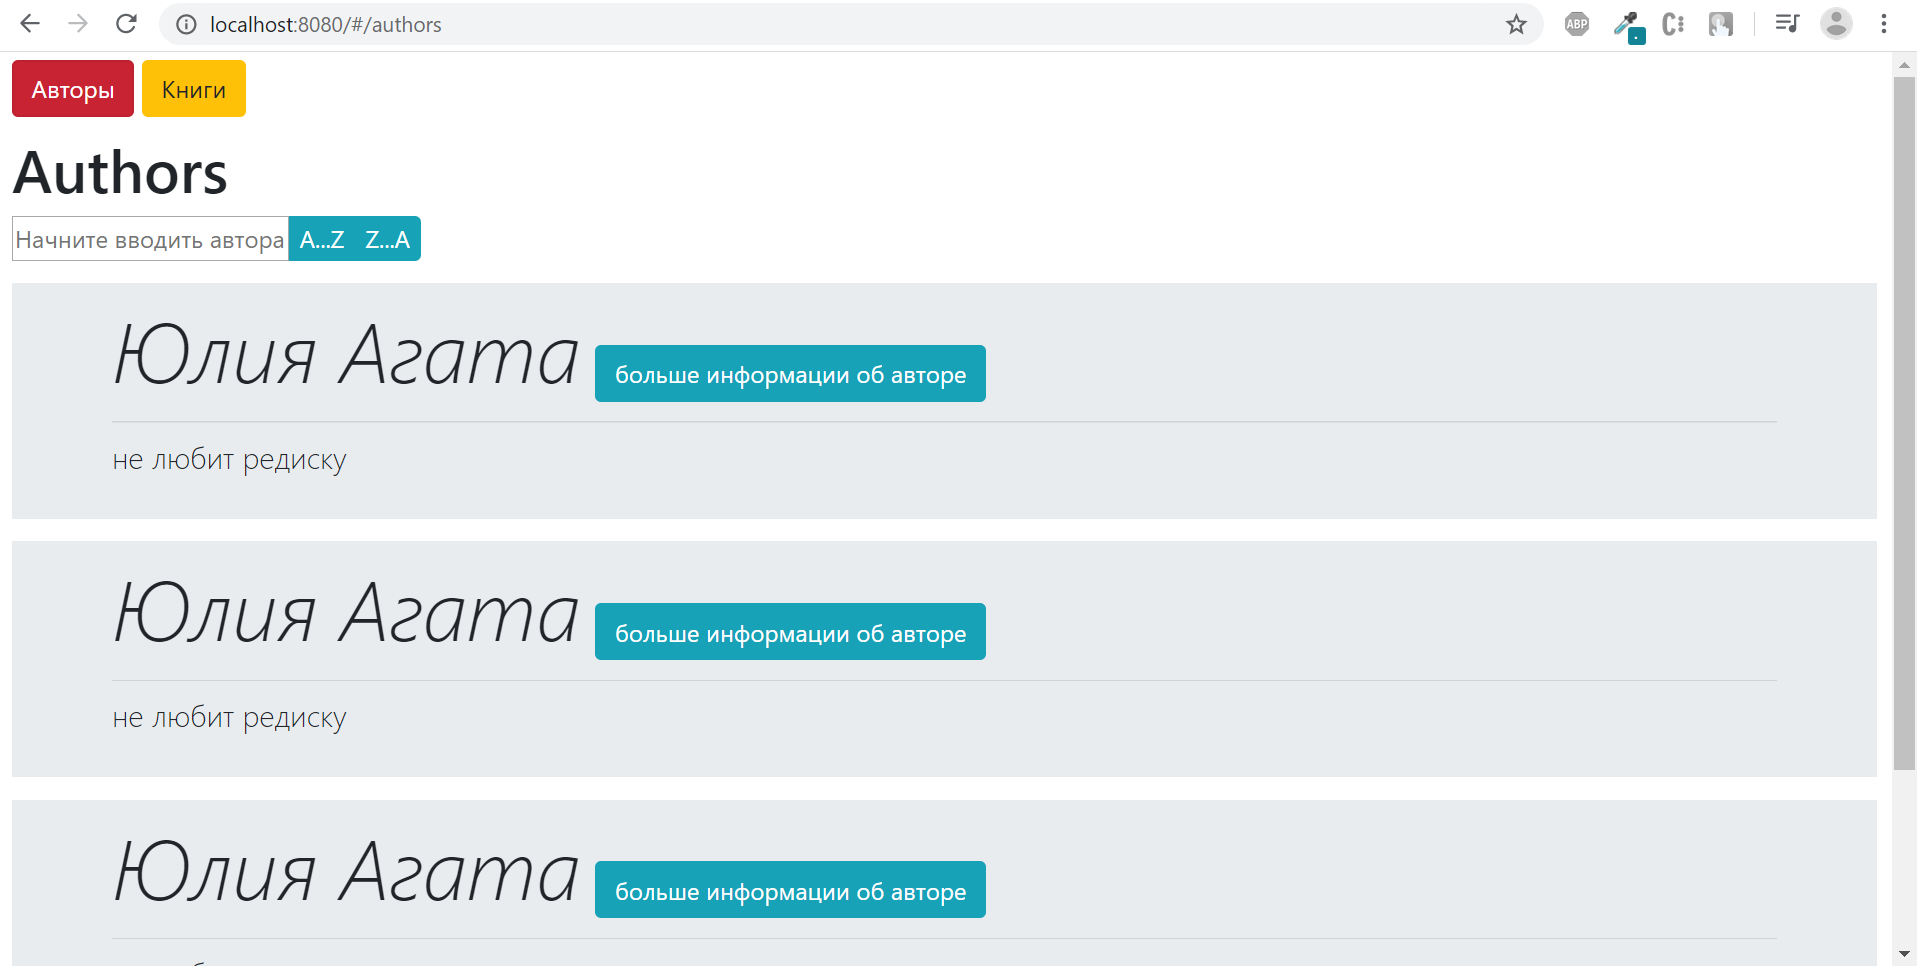 localhost:8080/#/authors
ABP
Авторы Книги
Authors
Начните вводить автора A...Z Z...A
Юлия Агата больше информации об авторе
не любит редиску
Юлия Агата больше информации об авторе
не любит редиску
Юлия Агата больше информации об авторе